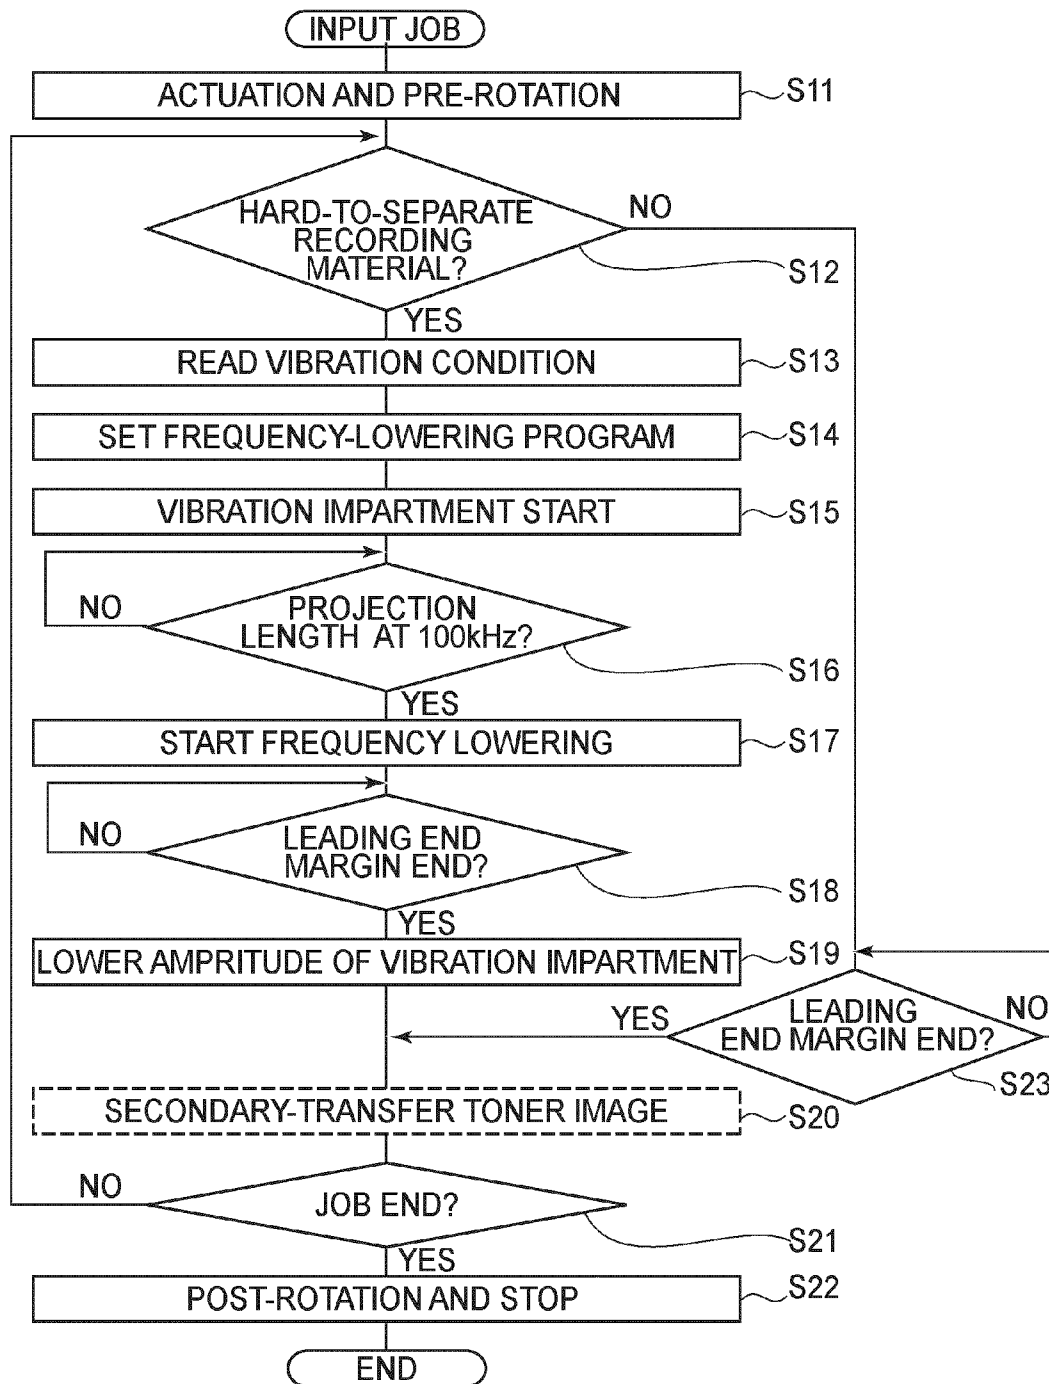 INPUT JOB
ACTUATION AND PRE-ROTATION
S11
HARD-TO-SEPARATE
RECORDING
MATERIAL?
NO
S12
YES
READ VIBRATION CONDITION
S13
SET FREQUENCY-LOWERING PROGRAM
S14
VIBRATION IMPARTMENT START
S15
NO
PROJECTION
LENGTH AT 100kHz?
S16
YES
START FREQUENCY LOWERING
S17
NO
LEADING END
MARGIN END?
S18
YES
LOWER AMPRITUDE OF VIBRATION IMPARTMENT
S19
YES
LEADING
END MARGIN END?
NO
S23
SECONDARY-TRANSFER TONER IMAGE
S20
NO
JOB END?
S21
YES
POST-ROTATION AND STOP
S22
END